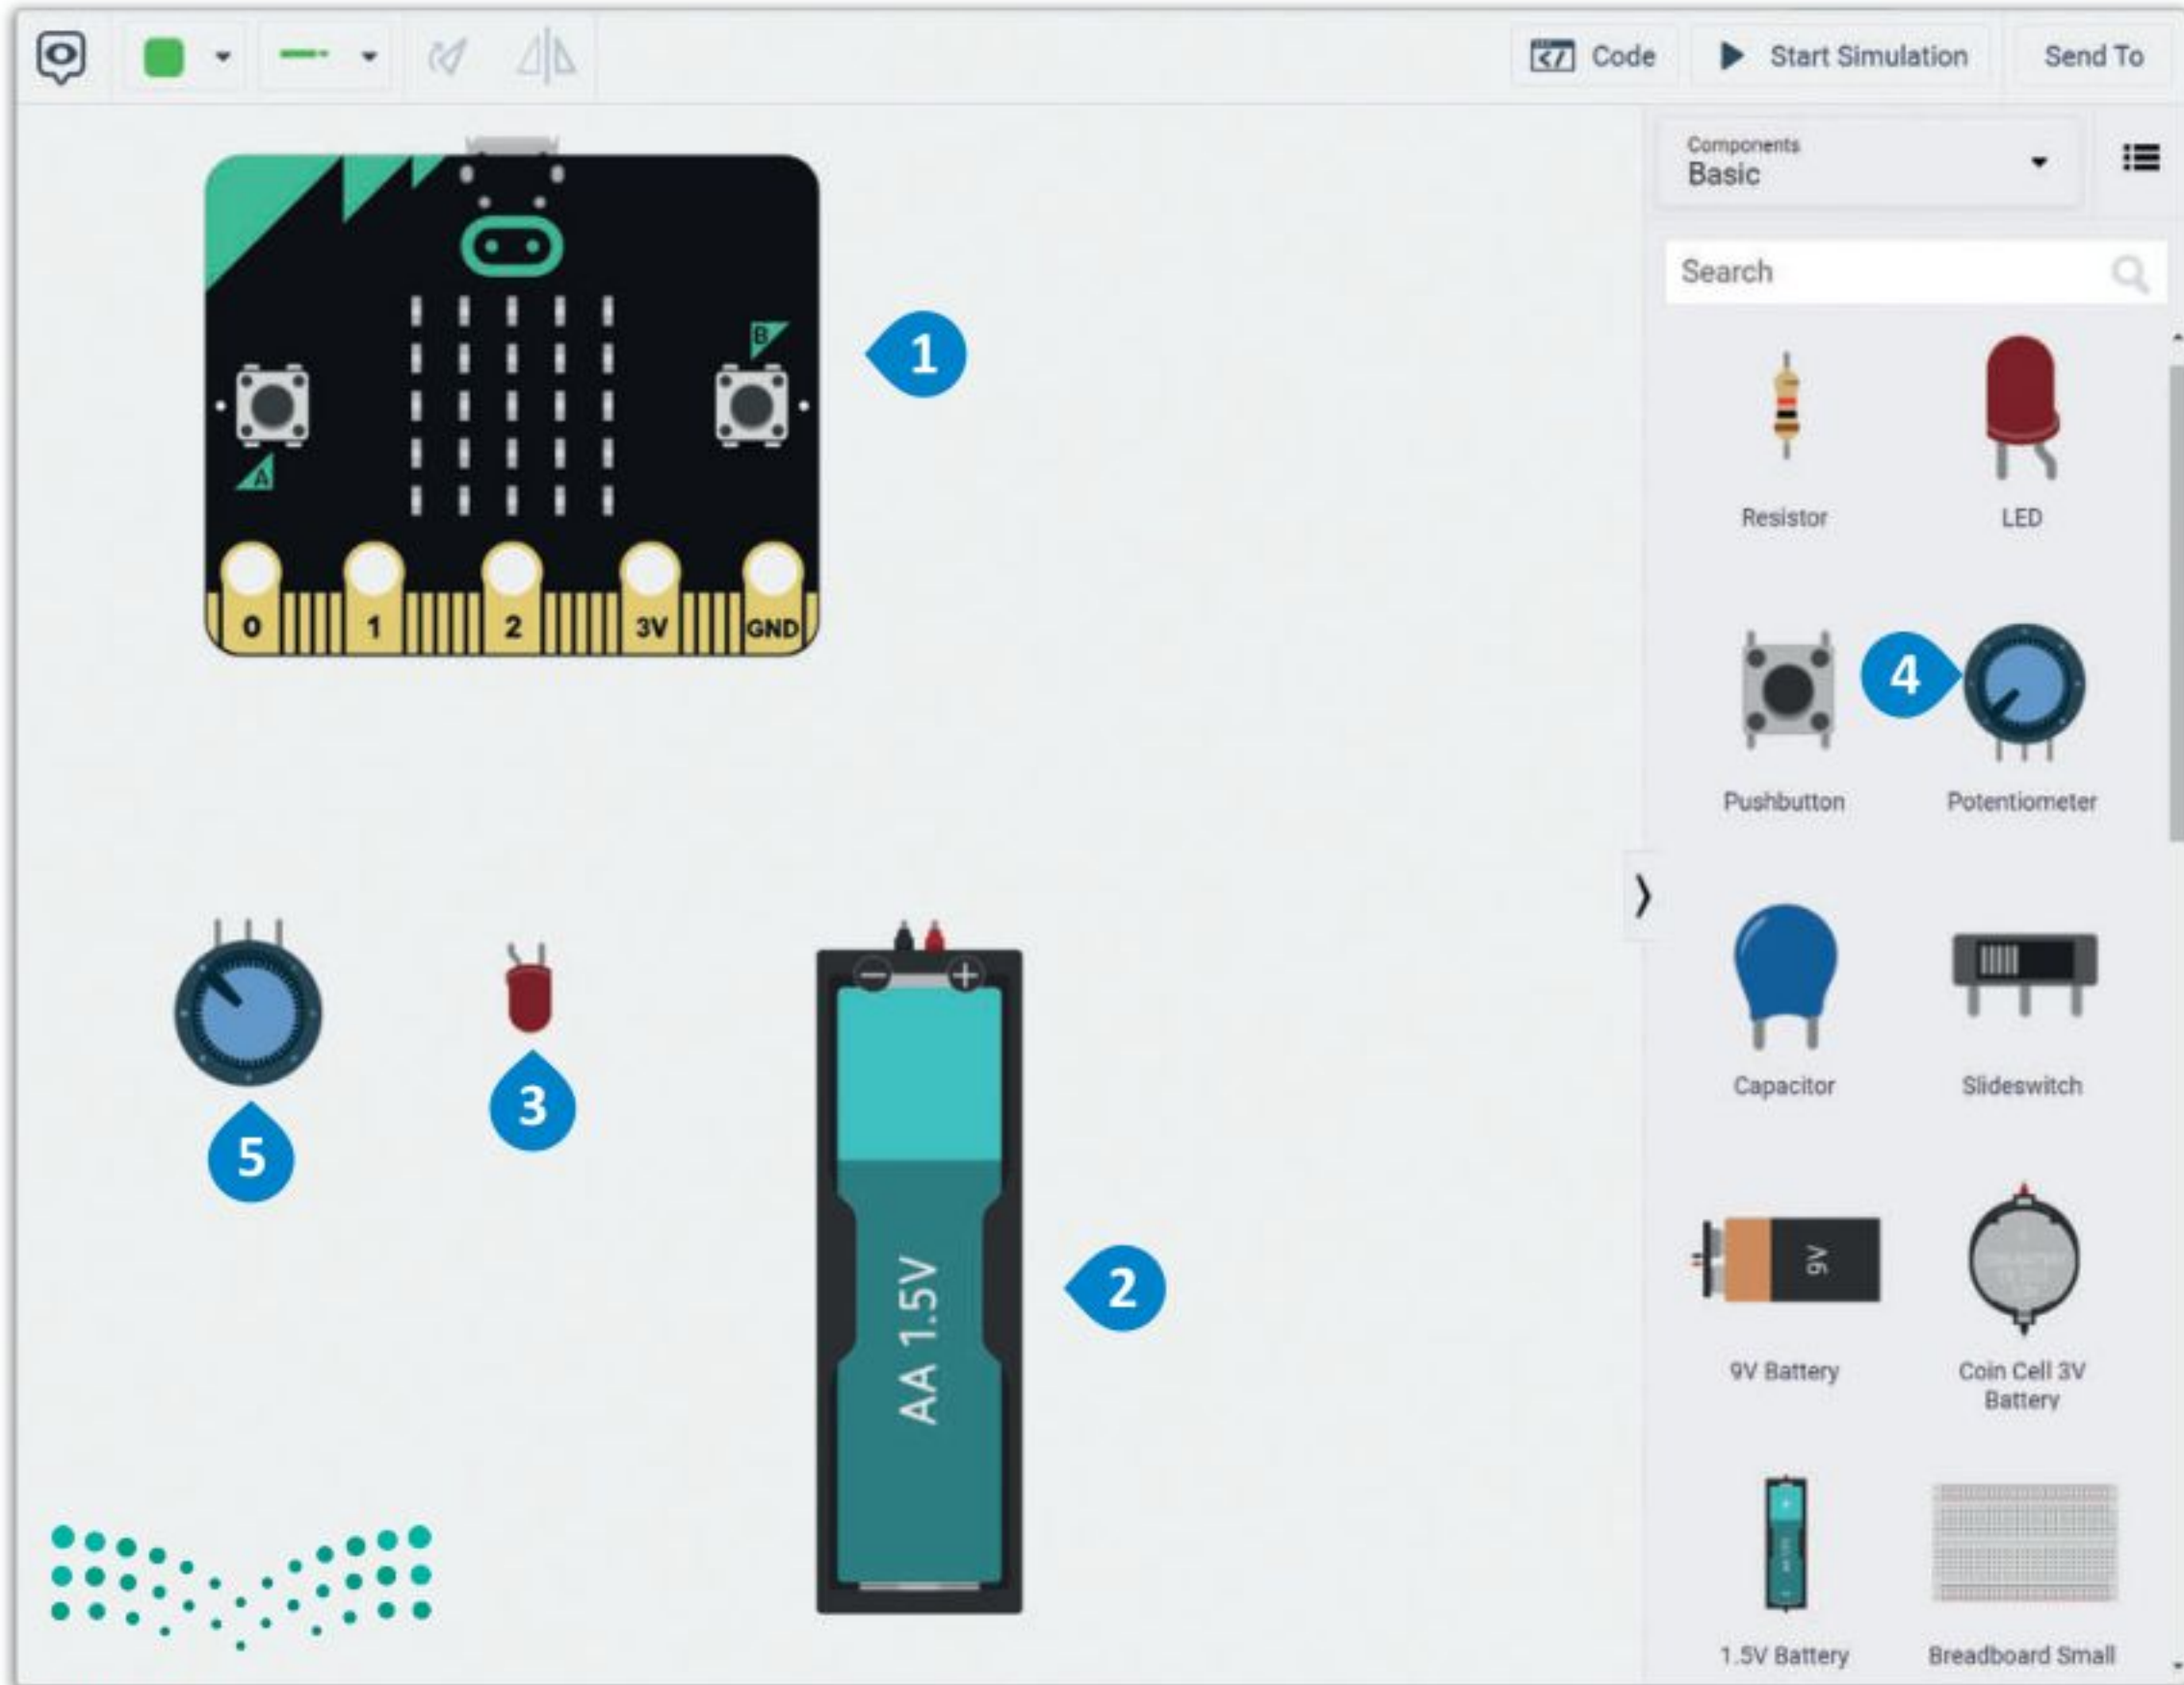 Code
Start Simulation
Send To
Components
Basic
Search
Resistor
LED
Pushbutton
4
Potentiometer
Capacitor
Slideswitch
9V
9V Battery
Coin Cell 3V
Battery
1.5V Battery
Breadboard Small
B
1
A
0 1 2 3V GND
5
3
- +
AA 1.5V
2